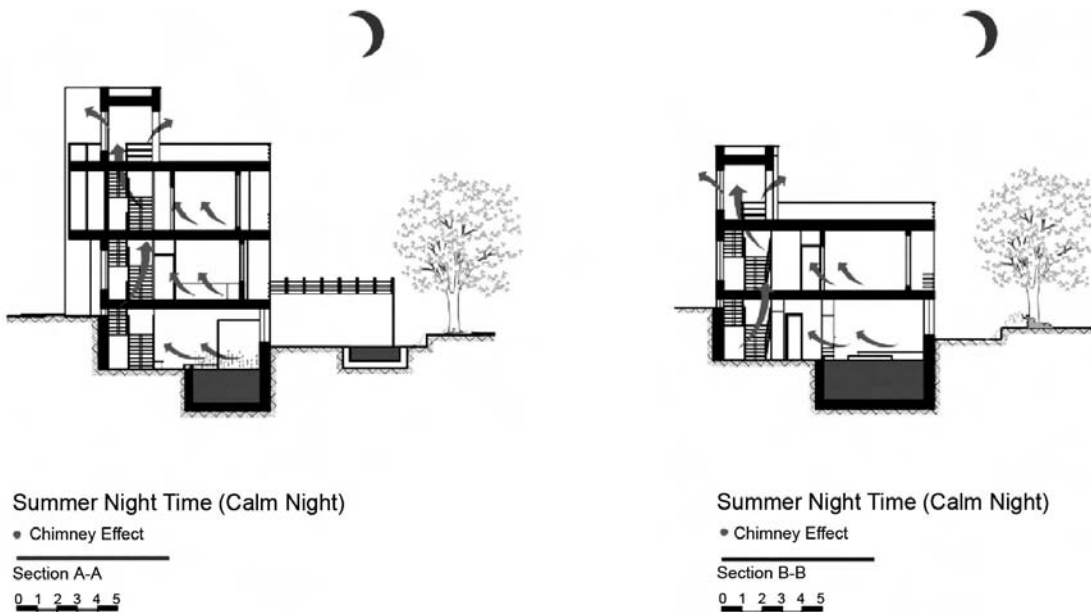 Summer Night Time (Calm Night)
Chimney Effect
Section A-A
0 1 2 3 4 5
Summer Night Time (Calm Night)
Chimney Effect
Section B-B
0 1 2 3 4 5